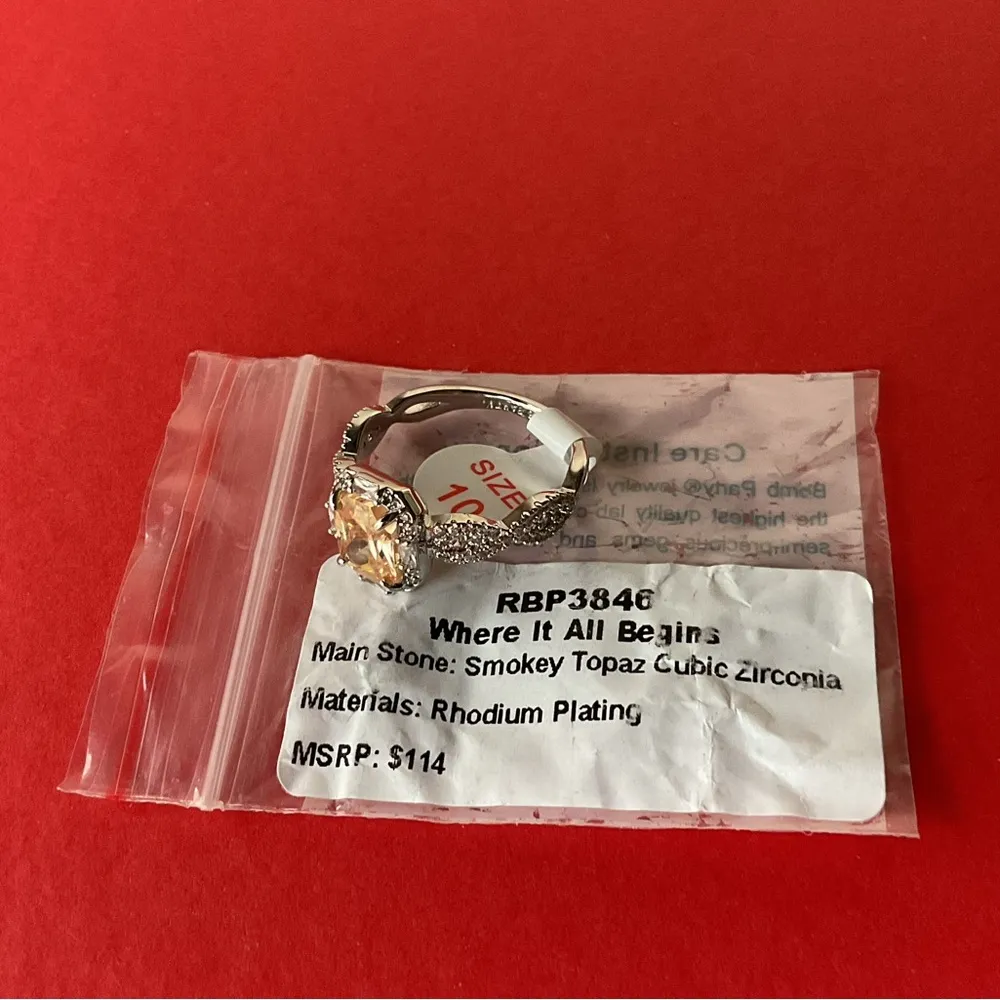 SIZE
10
Care Inst
Bomb Party® jewelry
the highest quality lab
semi-precious gems and
RBP3846
Where It All Begins
Main Stone: Smokey Topaz Cubic Zirconia
Materials: Rhodium Plating
MSRP: $114